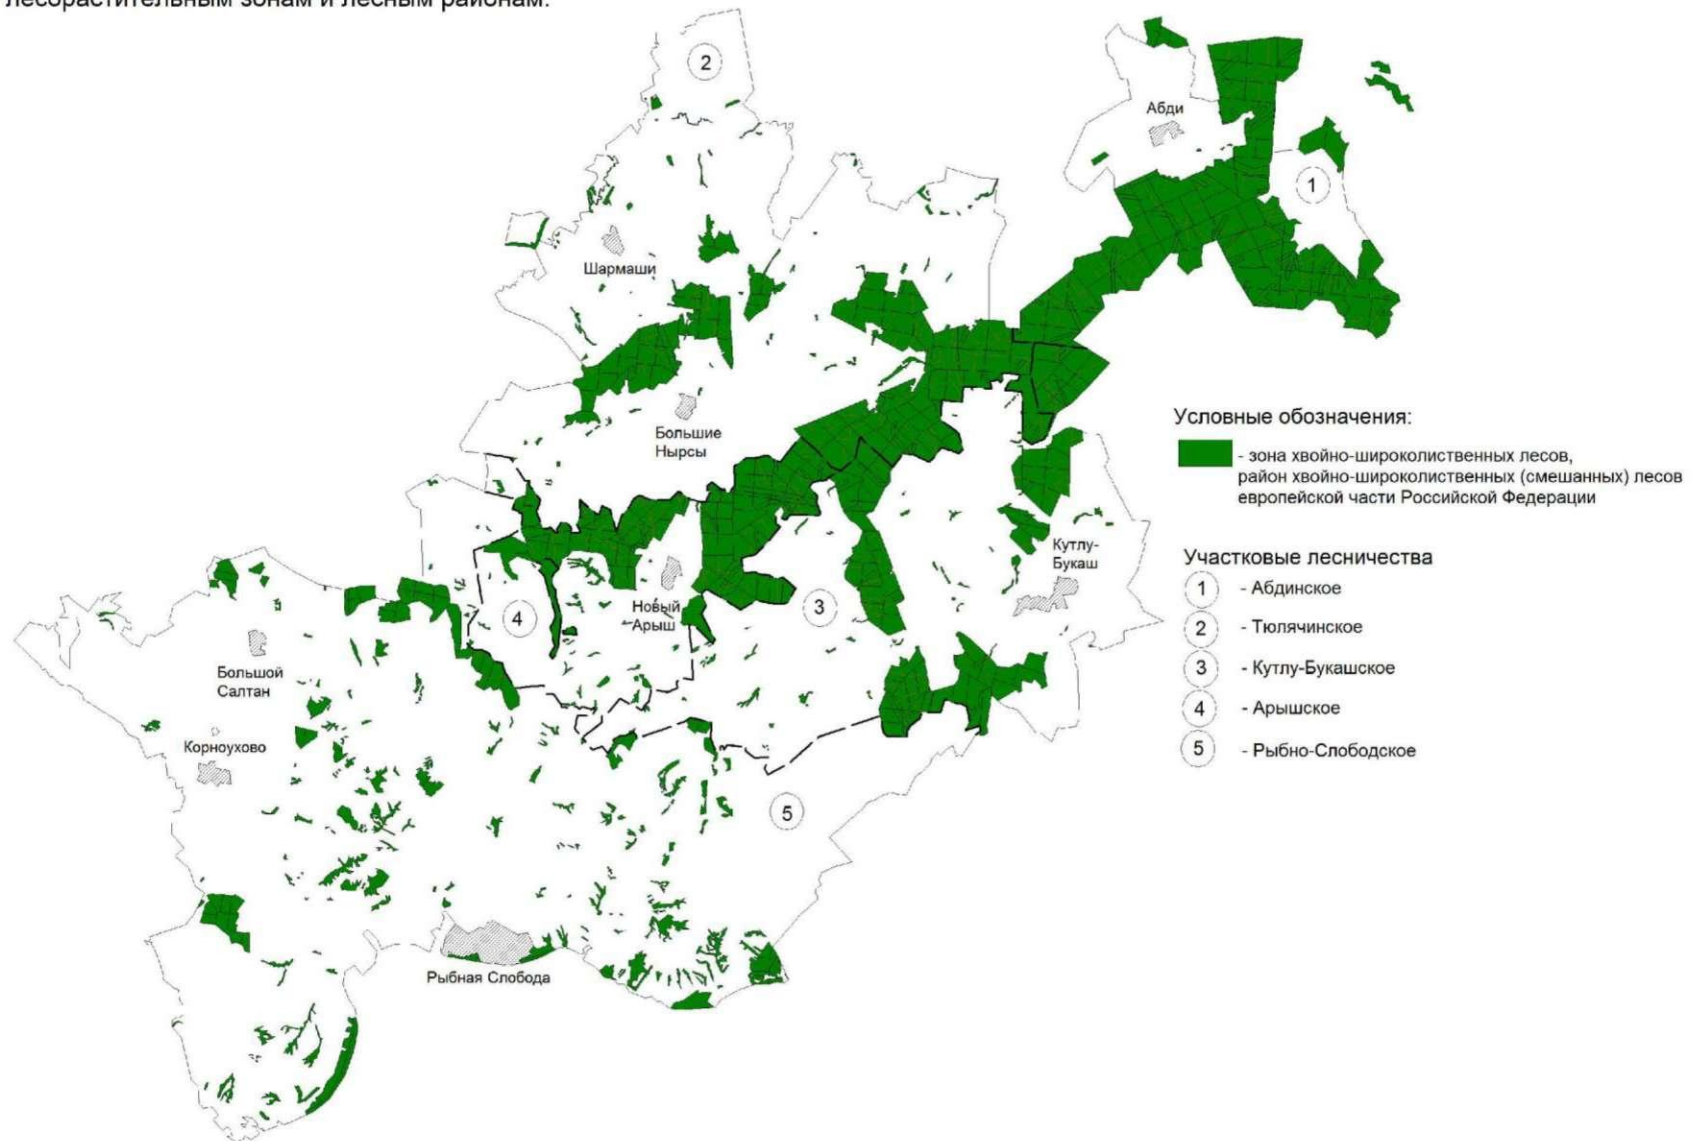 лесорастительным зонам и лесным районам.
2
Абди
1
Шармаши
Большие
Нырсы
Условные обозначения:
- зона хвойно-широколиственных лесов,
район хвойно-широколиственных (смешанных) лесов
европейской части Российской Федерации
Кутлу-
Букаш
Участковые лесничества
1 - Абдинское
2 - Тюлячинское
3 - Кутлу-Букашское
4 - Арышское
5 - Рыбно-Слободское
Новый
Арыш
3
4
Большой
Салтан
Корноухово
5
Рыбная Слобода